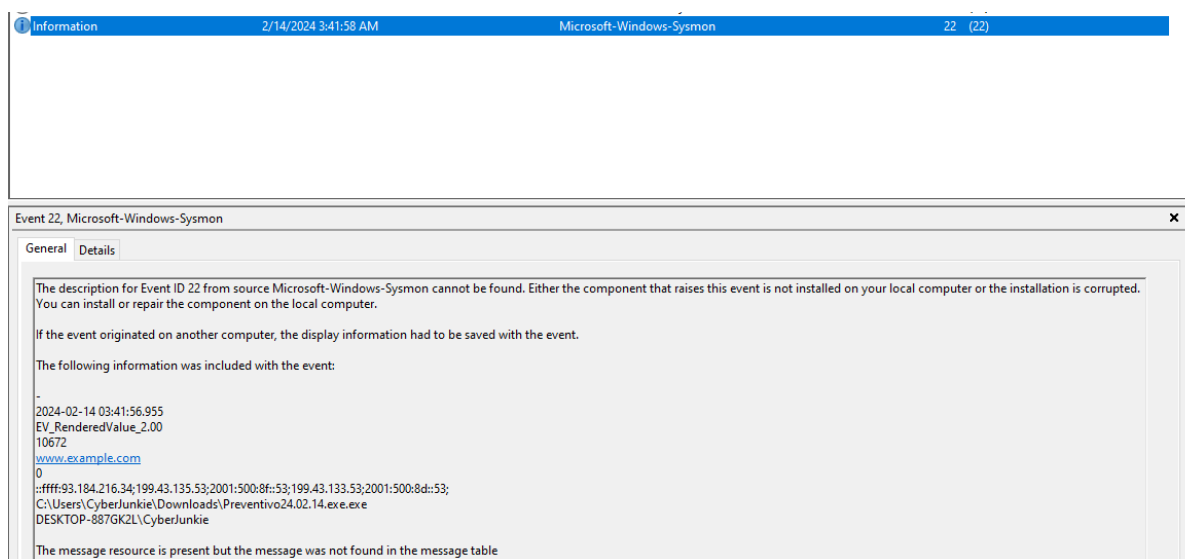 Information 2/14/2024 3:41:58 AM Microsoft-Windows-Sysmon 22 (22)
Event 22, Microsoft-Windows-Sysmon
General Details
The description for Event ID 22 from source Microsoft-Windows-Sysmon cannot be found. Either the component that raises this event is not installed on your local computer or the installation is corrupted.
You can install or repair the component on the local computer.
If the event originated on another computer, the display information had to be saved with the event.
The following information was included with the event:
-
2024-02-14 03:41:56.955
EV_RenderedValue_2.00
10672
www.example.com
0
::ffff:93.184.216.34;199.43.135.53;2001:500:8f::53;199.43.133.53;2001:500:8d::53;
C:\Users\CyberJunkie\Downloads\Preventivo24.02.14.exe.exe
DESKTOP-887GK2L\CyberJunkie
The message resource is present but the message was not found in the message table